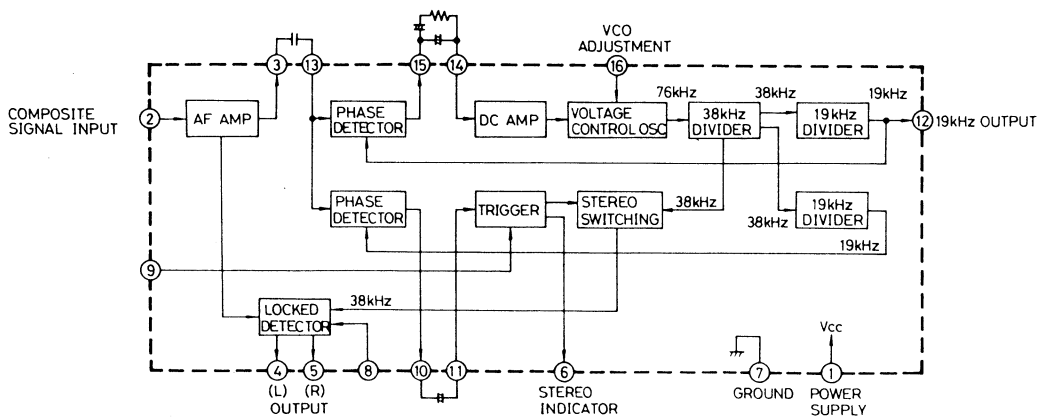 VCO
ADJUSTMENT
3
13
15
14
16
COMPOSITE
SIGNAL INPUT
2
AF AMP
PHASE
DETECTOR
DC AMP
VOLTAGE
CONTROL OSC
76kHz
38kHz
DIVIDER
38kHz
19kHz
DIVIDER
19kHz
12
19kHz OUTPUT
PHASE
DETECTOR
TRIGGER
STEREO
SWITCHING
38kHz
38kHz
19kHz
DIVIDER
19kHz
9
LOCKED
DETECTOR
38kHz
Vcc
4
5
8
10
11
6
7
1
(L)
(R)
OUTPUT
STEREO
INDICATOR
GROUND
POWER
SUPPLY